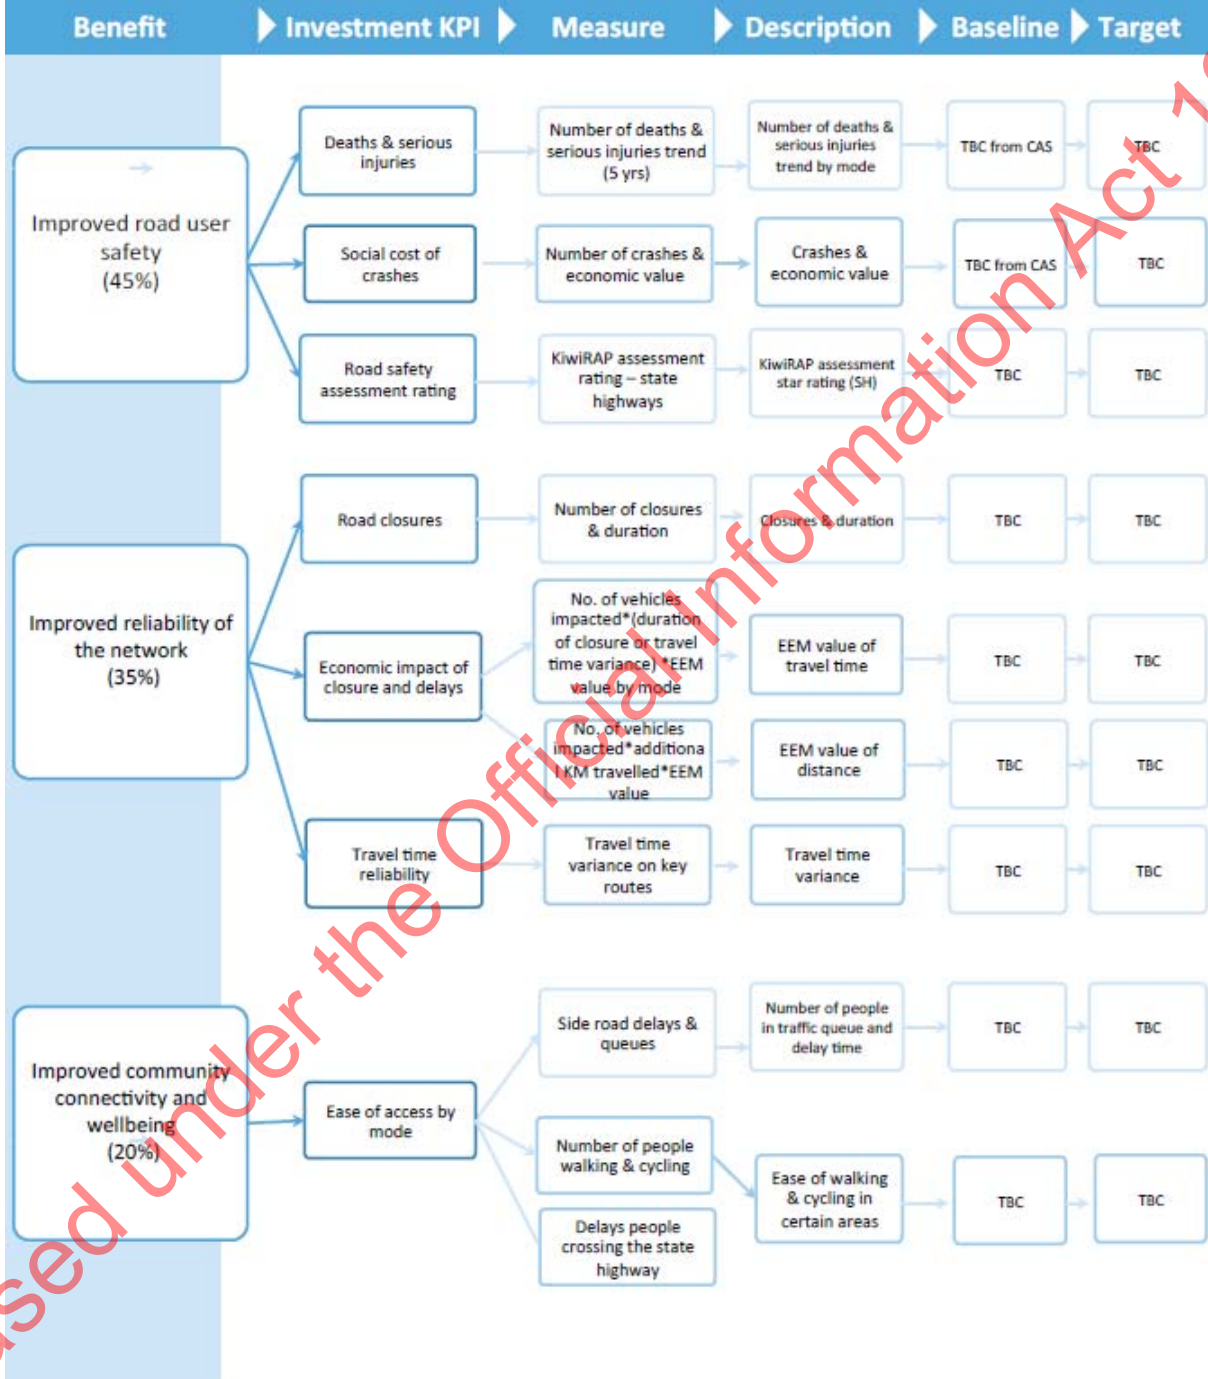 Benefit
Investment KPI
Measure
Description
Baseline
Target
Improved road user
safety
(45%)
Deaths & serious
injuries
Number of deaths &
serious injuries trend
(5 yrs)
Number of deaths &
serious injuries
trend by mode
TBC from CAS
TBC
Social cost of
crashes
Number of crashes &
economic value
Crashes &
economic value
TBC from CAS
TBC
Road safety
assessment rating
KiwiRAP assessment
rating – state
highways
KiwiRAP assessment
star rating (SH)
TBC
TBC
Improved reliability of
the network
(35%)
Road closures
Number of closures
& duration
Closures & duration
TBC
TBC
Economic impact of
closure and delays
No. of vehicles
impacted*(duration
of closure or travel
time variance) *EEM
value by mode
EEM value of
travel time
TBC
TBC
No. of vehicles
impacted*additiona
l KM travelled*EEM
value
EEM value of
distance
TBC
TBC
Travel time
reliability
Travel time
variance on key
routes
Travel time
variance
TBC
TBC
Improved community
connectivity and
wellbeing
(20%)
Ease of access by
mode
Side road delays &
queues
Number of people
in traffic queue and
delay time
TBC
TBC
Number of people
walking & cycling
Ease of walking
& cycling in
certain areas
TBC
TBC
Delays people
crossing the state
highway
ased under the Official Information Act 1